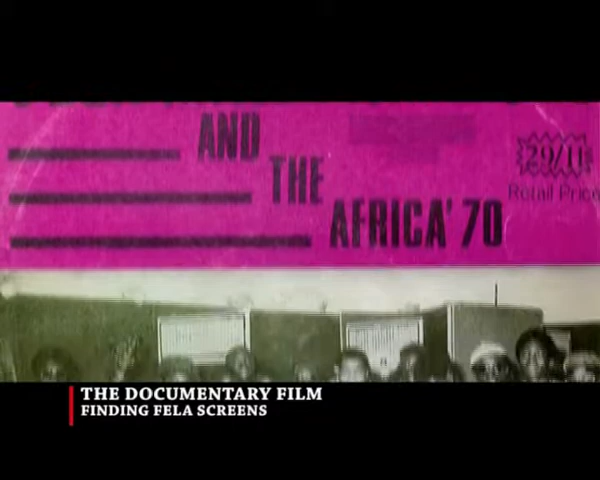 AND
THE
AFRICA' 70
29/11
Retail Price
THE DOCUMENTARY FILM
FINDING FELA SCREENS